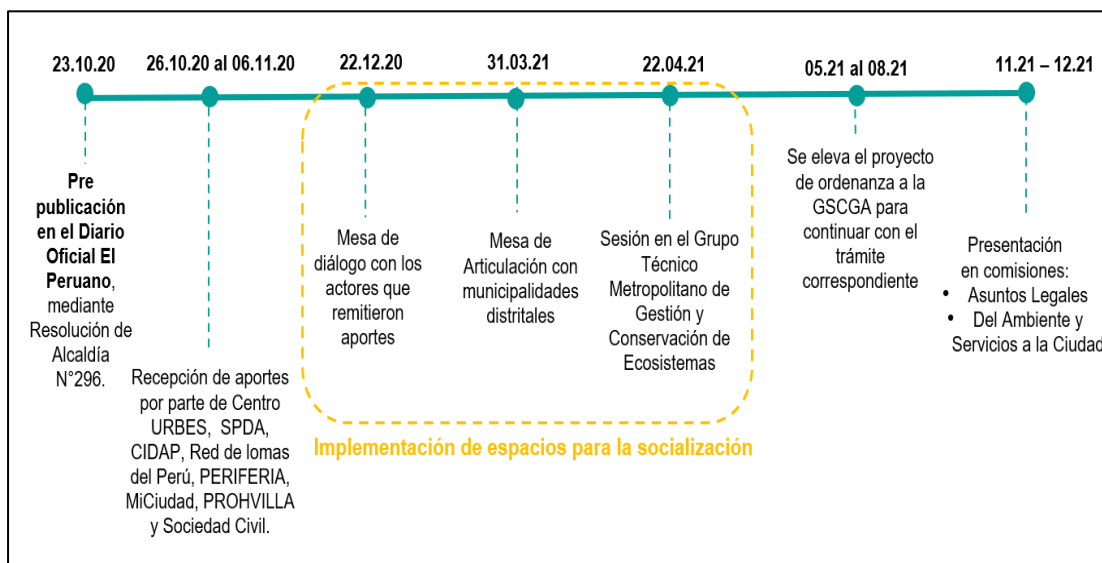 23.10.20
26.10.20 al 06.11.20
22.12.20
31.03.21
22.04.21
05.21 al 08.21
11.21 – 12.21
Pre
publicación
en el Diario
Oficial El
Peruano,
mediante
Resolución de
Alcaldía
N°296.
Recepción de aportes
por parte de Centro
URBES, SPDA,
CIDAP, Red de lomas
del Perú, PERIFERIA,
MiCiudad, PROHVILLA
y Sociedad Civil.
Mesa de
diálogo con los
actores que
remitieron
aportes
Mesa de
Articulación con
municipalidades
distritales
Sesión en el Grupo
Técnico
Metropolitano de
Gestión y
Conservación de
Ecosistemas
Implementación de espacios para la socialización
Se eleva el proyecto
de ordenanza a la
GSCGA para
continuar con el
trámite
correspondiente
Presentación
en comisiones:
• Asuntos Legales
• Del Ambiente y
Servicios a la Ciudad